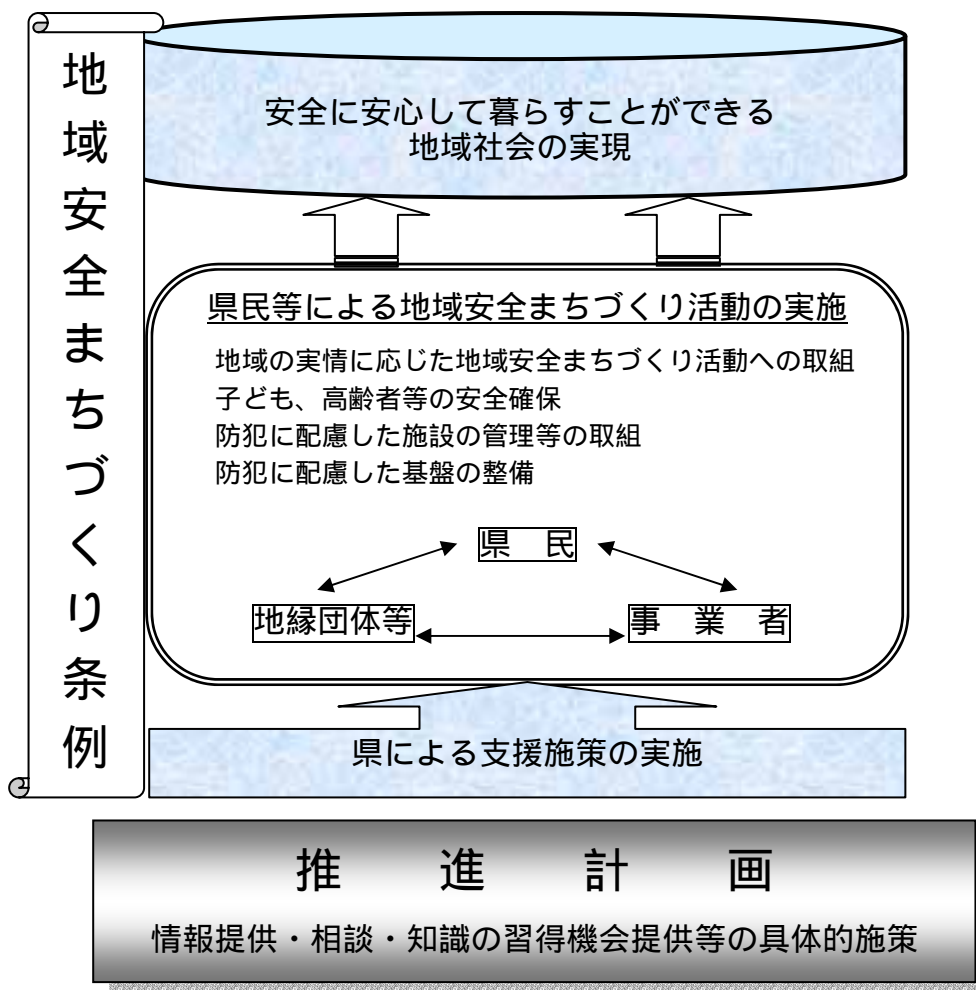 地域安全まちづくり条例
安全に安心して暮らすことができる
地域社会の実現
県民等による地域安全まちづくり活動の実施
地域の実情に応じた地域安全まちづくり活動への取組
子ども、高齢者等の安全確保
防犯に配慮した施設の管理等の取組
防犯に配慮した基盤の整備
県　民
地縁団体等
事　業　者
県による支援施策の実施
推　進　計　画
情報提供・相談・知識の習得機会提供等の具体的施策